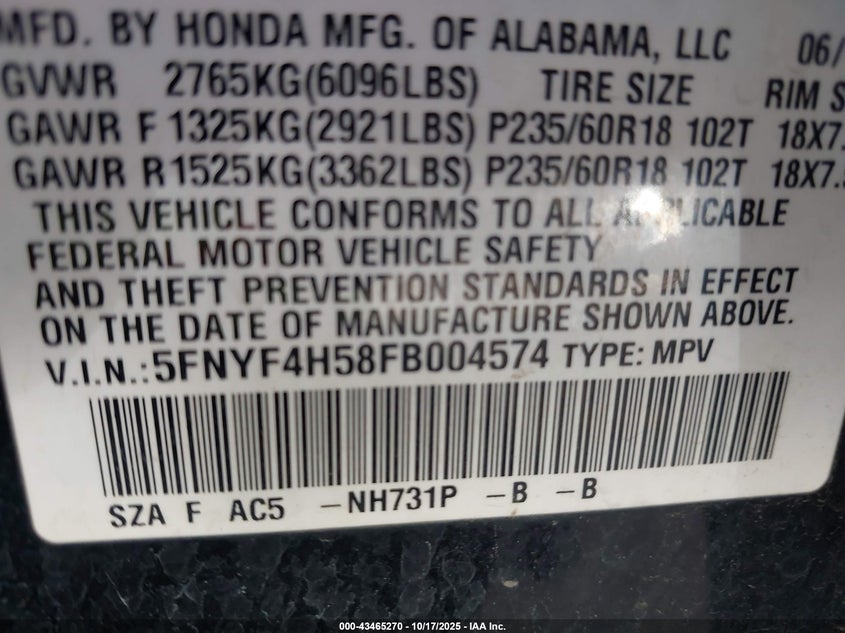 MFD. BY HONDA MFG. OF ALABAMA, LLC 06/
GVWR 2765KG(6096LBS) TIRE SIZE RIM S
GAWR F 1325KG(2921LBS) P235/60R18 102T 18X7.
GAWR R 1525KG(3362LBS) P235/60R18 102T 18X7.
THIS VEHICLE CONFORMS TO ALL APPLICABLE
FEDERAL MOTOR VEHICLE SAFETY
AND THEFT PREVENTION STANDARDS IN EFFECT
ON THE DATE OF MANUFACTURE SHOWN ABOVE.
V.I.N.:5FNYF4H58FB004574 TYPE: MPV
SZA F AC5 -NH731P -B -B
000-43465270 - 10/17/2025 - IAA Inc.